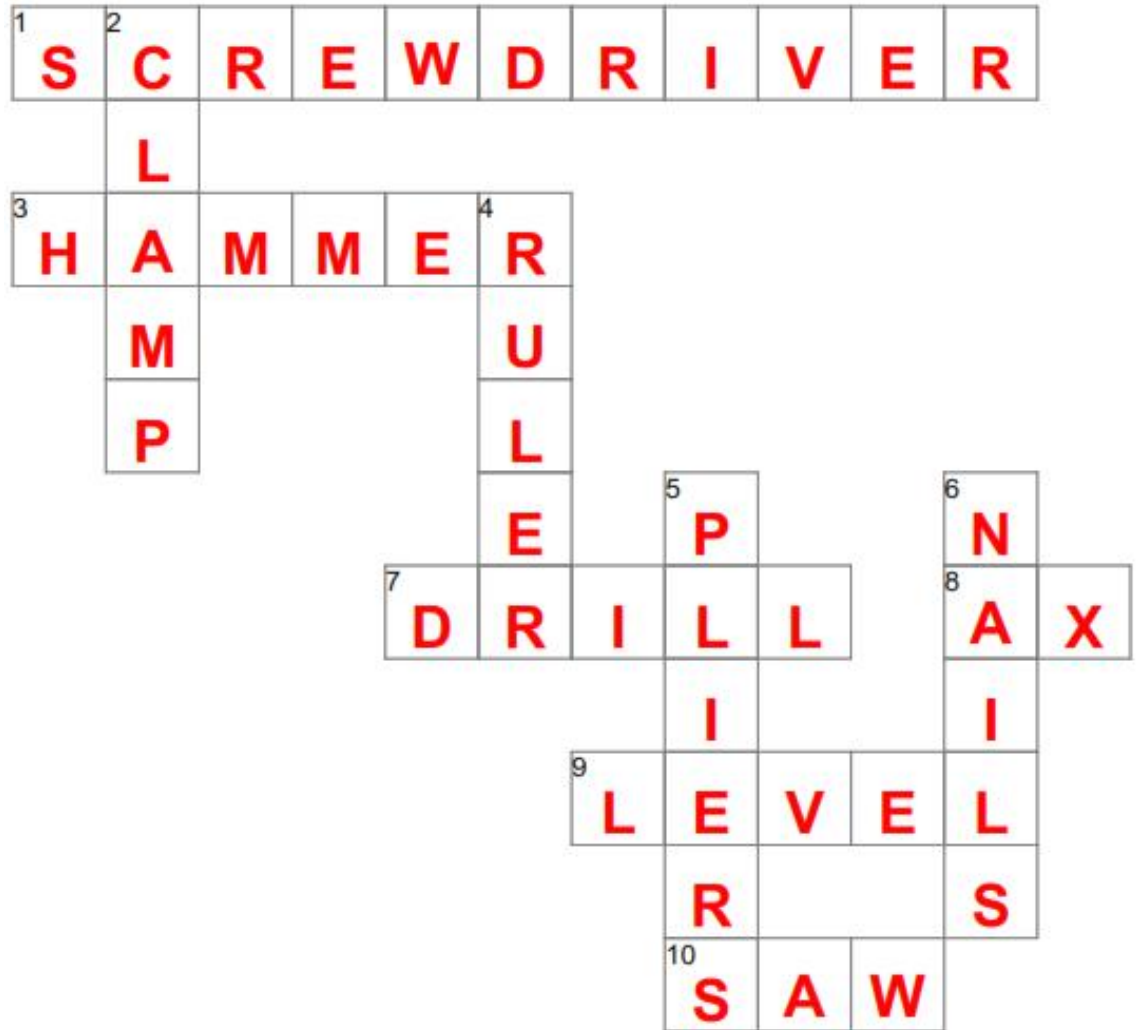 1 S 2 C R E W D R I V E R
L
3 H A M M E 4 R
M U
P L
E 5 P 6 N
7 D R I L L 8 A X
I I
9 L E V E L
R S
10 S A W